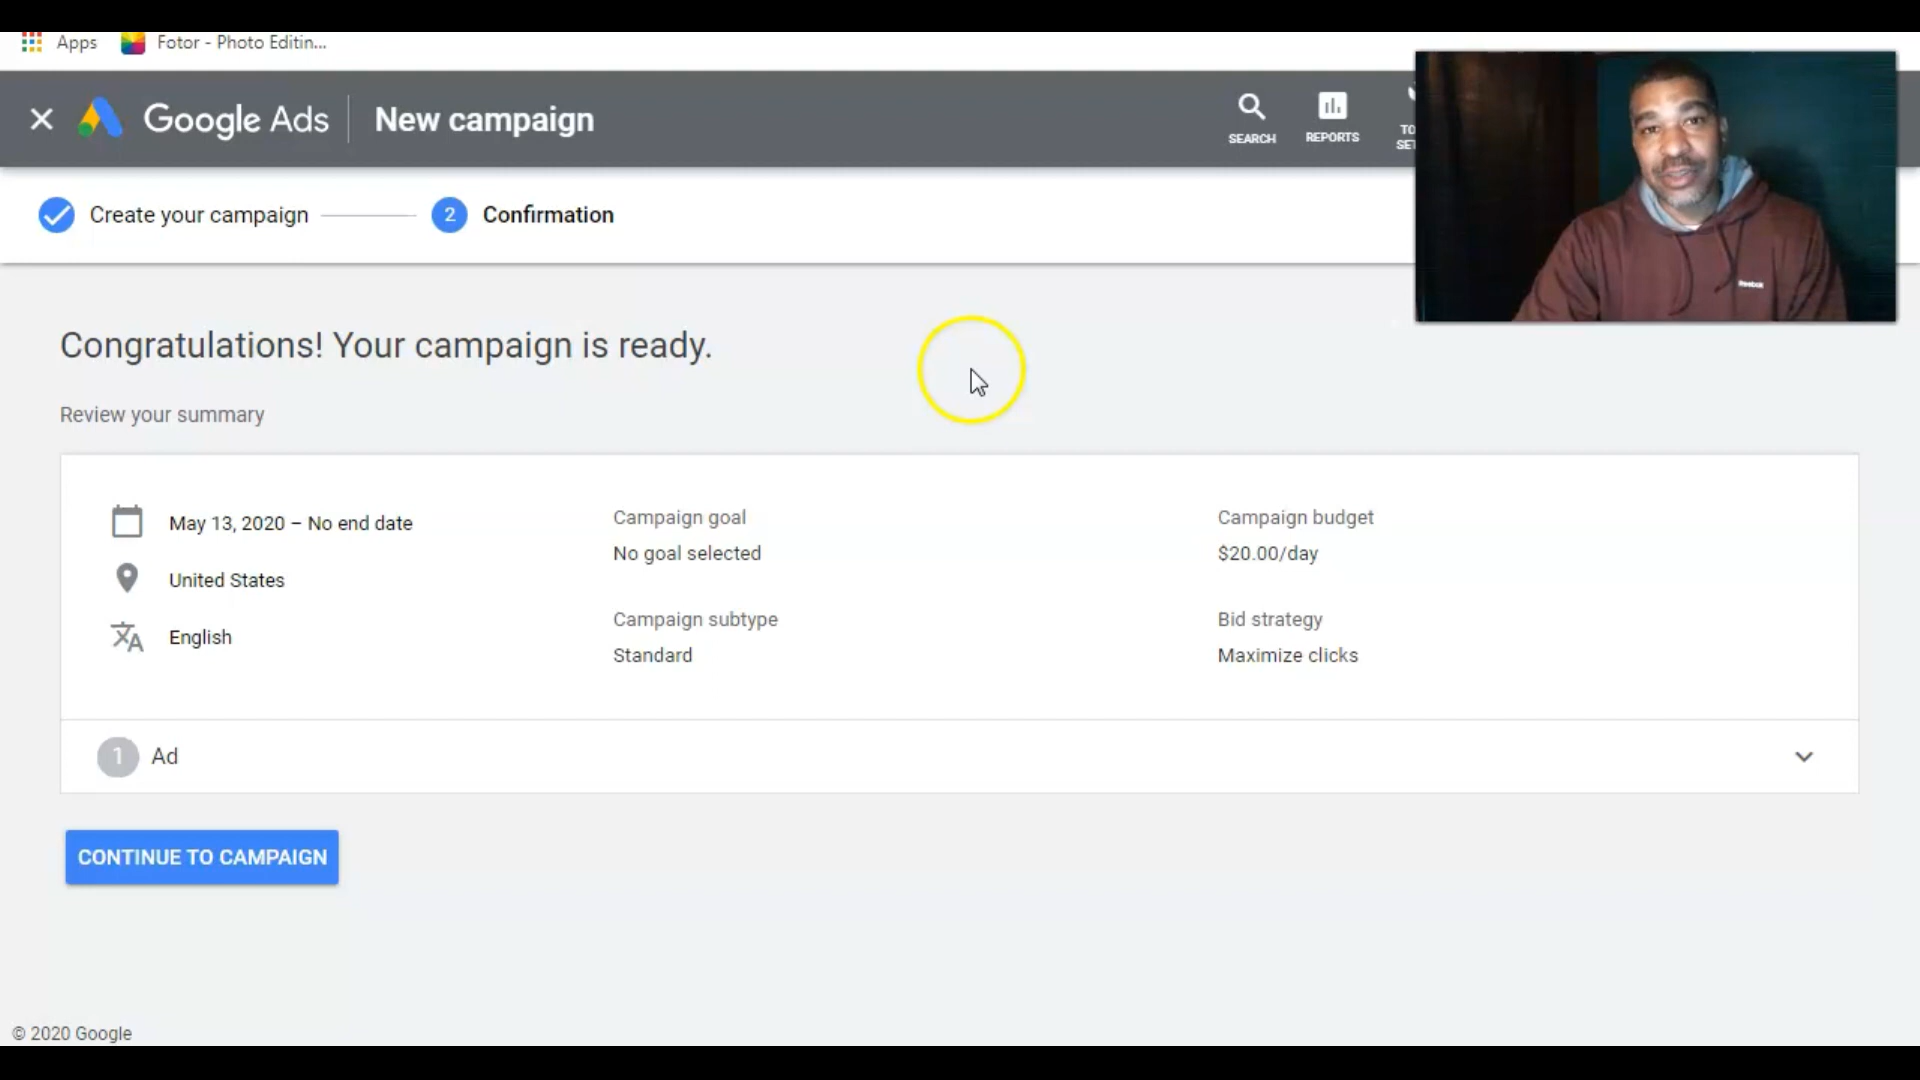 Apps Fotor - Photo Editin...
Google Ads New campaign
SEARCH REPORTS
Create your campaign 2 Confirmation
Reebok
Congratulations! Your campaign is ready.
Review your summary
May 13, 2020 – No end date
United States
English
Campaign goal
No goal selected
Campaign subtype
Standard
Campaign budget
$20.00/day
Bid strategy
Maximize clicks
1 Ad
CONTINUE TO CAMPAIGN
© 2020 Google